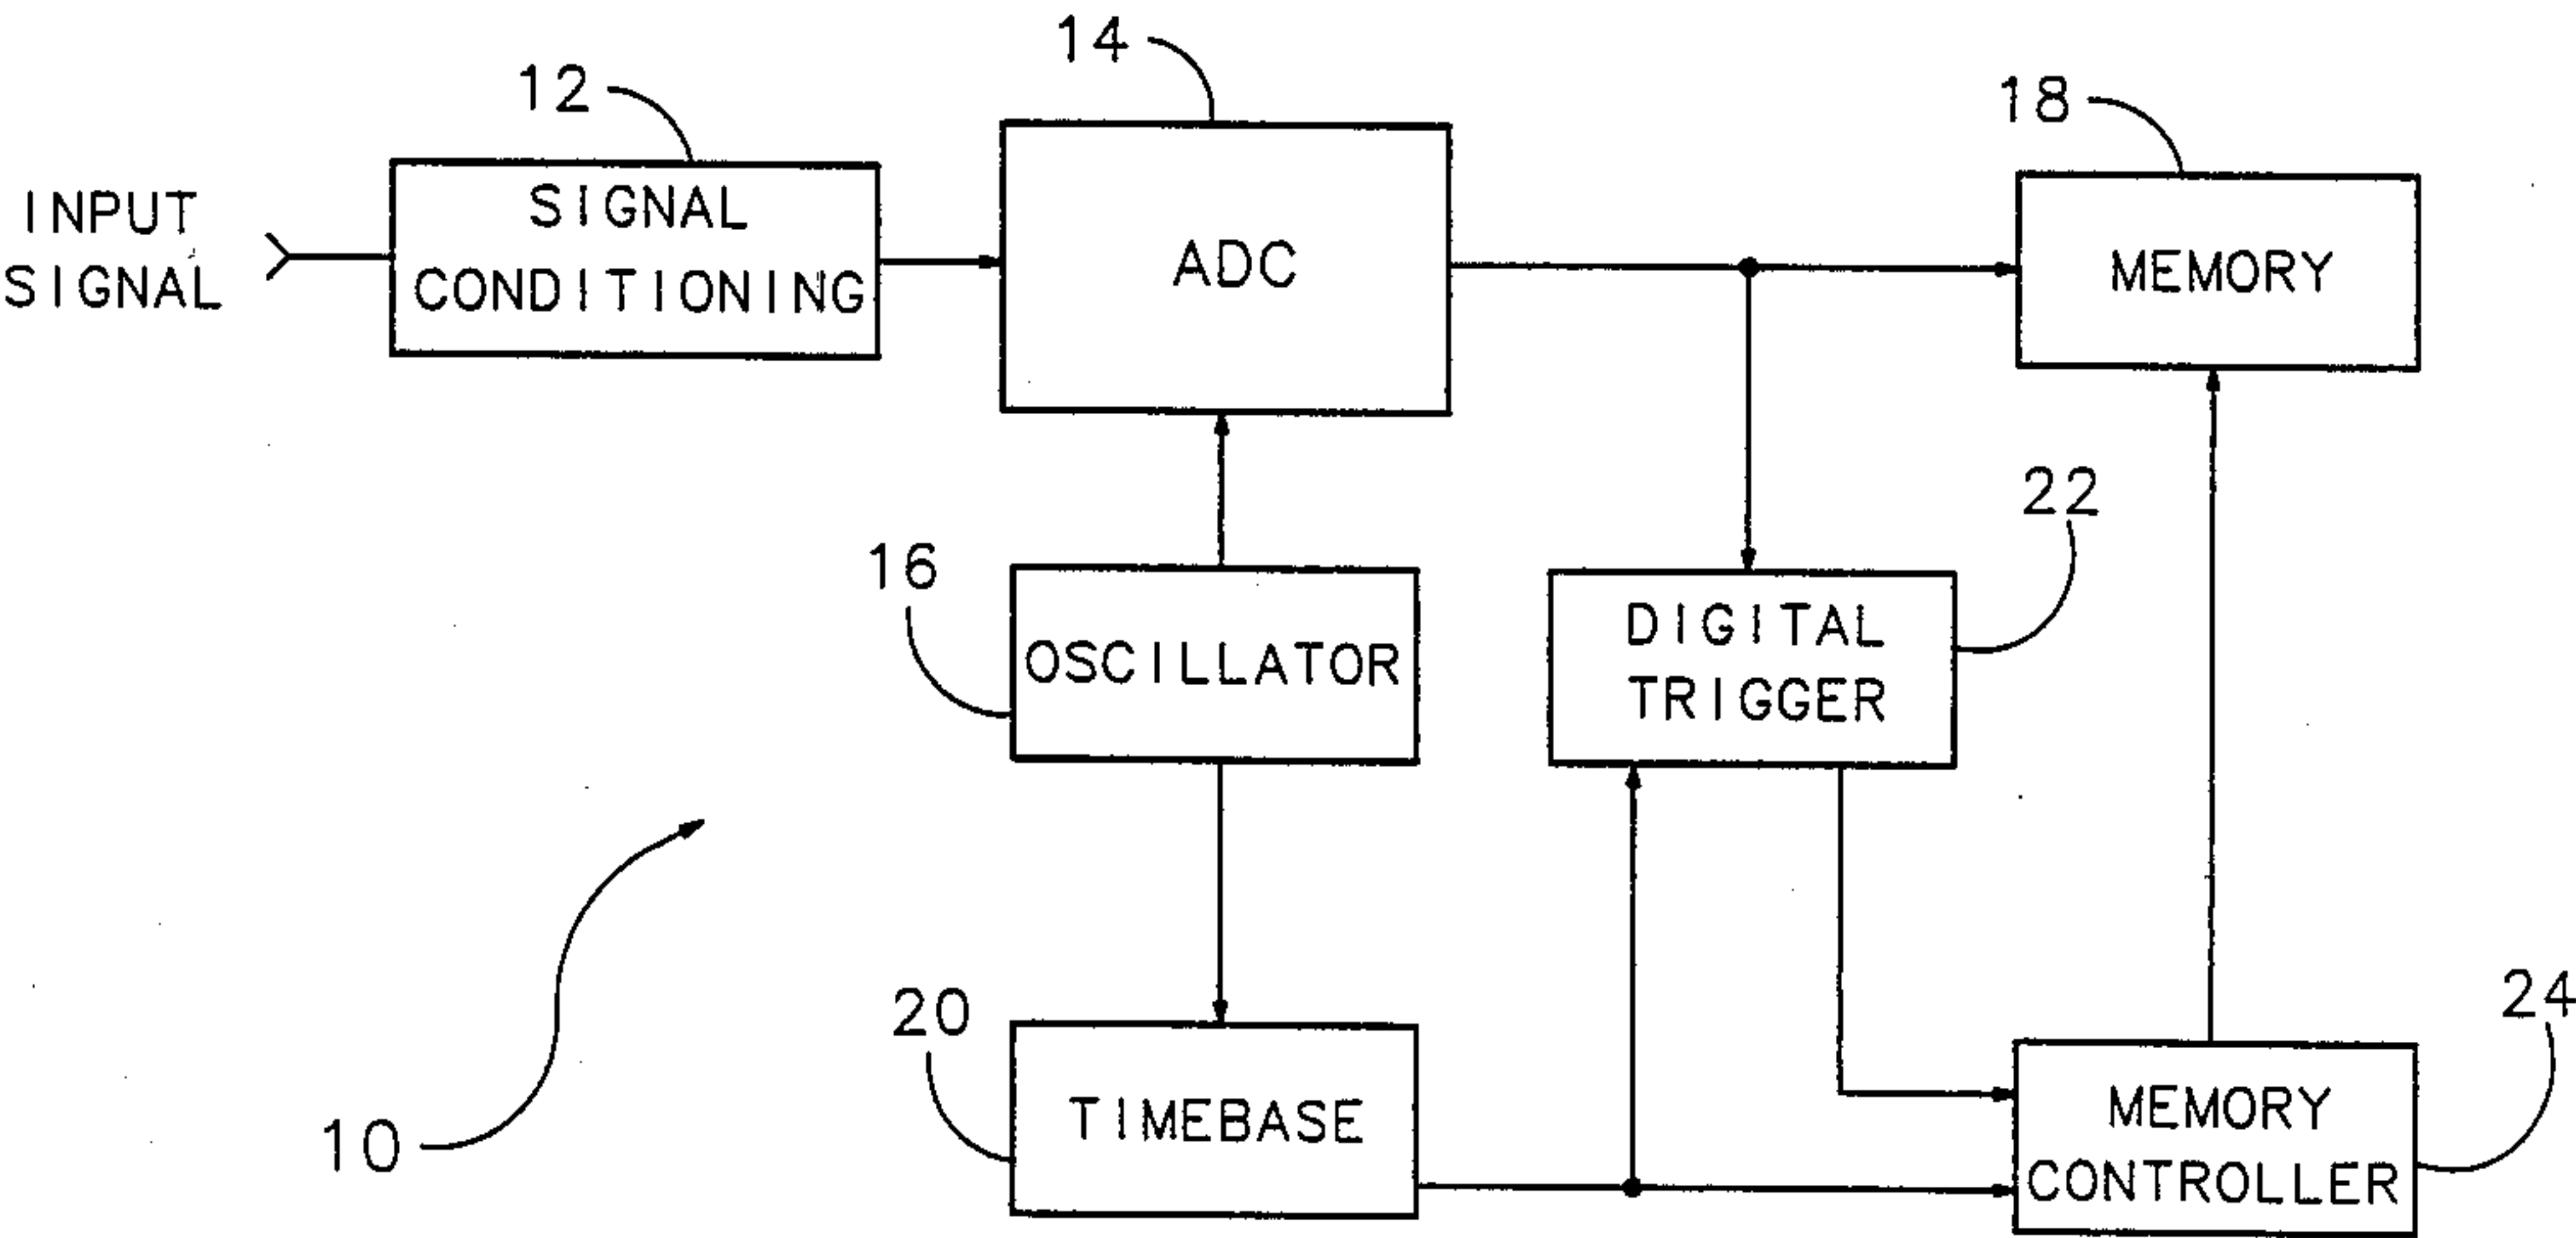 14
12
18
INPUT
SIGNAL
SIGNAL
CONDITIONING
ADC
MEMORY
22
16
DIGITAL
TRIGGER
OSCILLATOR
20
24
TIMEBASE
MEMORY
CONTROLLER
10